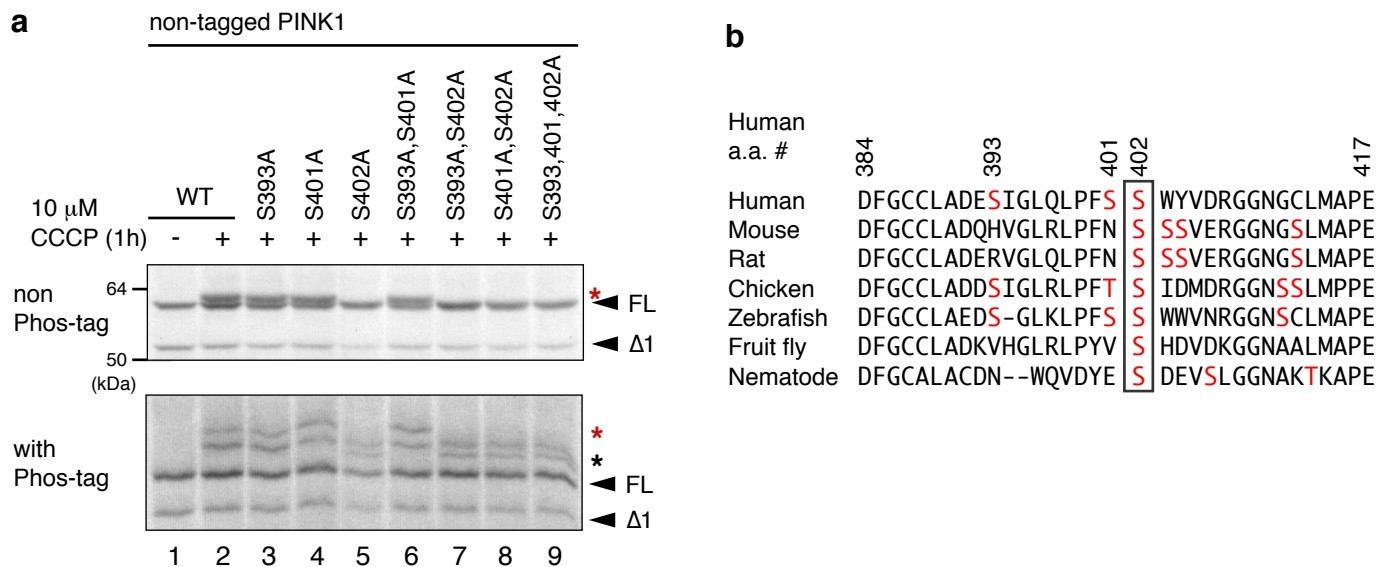 a
non-tagged PINK1
10 μM
CCCP (1h)
WT
S393A
S401A
S402A
S393A,S401A
S393A,S402A
S401A,S402A
S393,401,402A
- + + + + + + + +
non
Phos-tag
64
50
(kDa)
* FL
Δ1
with
Phos-tag
*
*
FL
Δ1
1 2 3 4 5 6 7 8 9
b
Human
a.a. #
384 393 401 402 417
Human DFGCCLADESIGLQLPFS S WYVDRGGNGCLMAPE
Mouse DFGCCLADQHVGLRLPFN S SSVERGGNGSLMAPE
Rat DFGCCLADERVGLQLPFN S SSVERGGNGSLMAPE
Chicken DFGCCLADDSIGLRLPFT S IDMDRGGNSSLMPPE
Zebrafish DFGCCLAEDS-GLKLPFS S WWVNRGGNSCLMAPE
Fruit fly DFGCCLADKVHGLRLPYV S HDVDKGGNAALMAPE
Nematode DFGCALACDN--WQVDYE S DEVSLGGNAKTKAPE